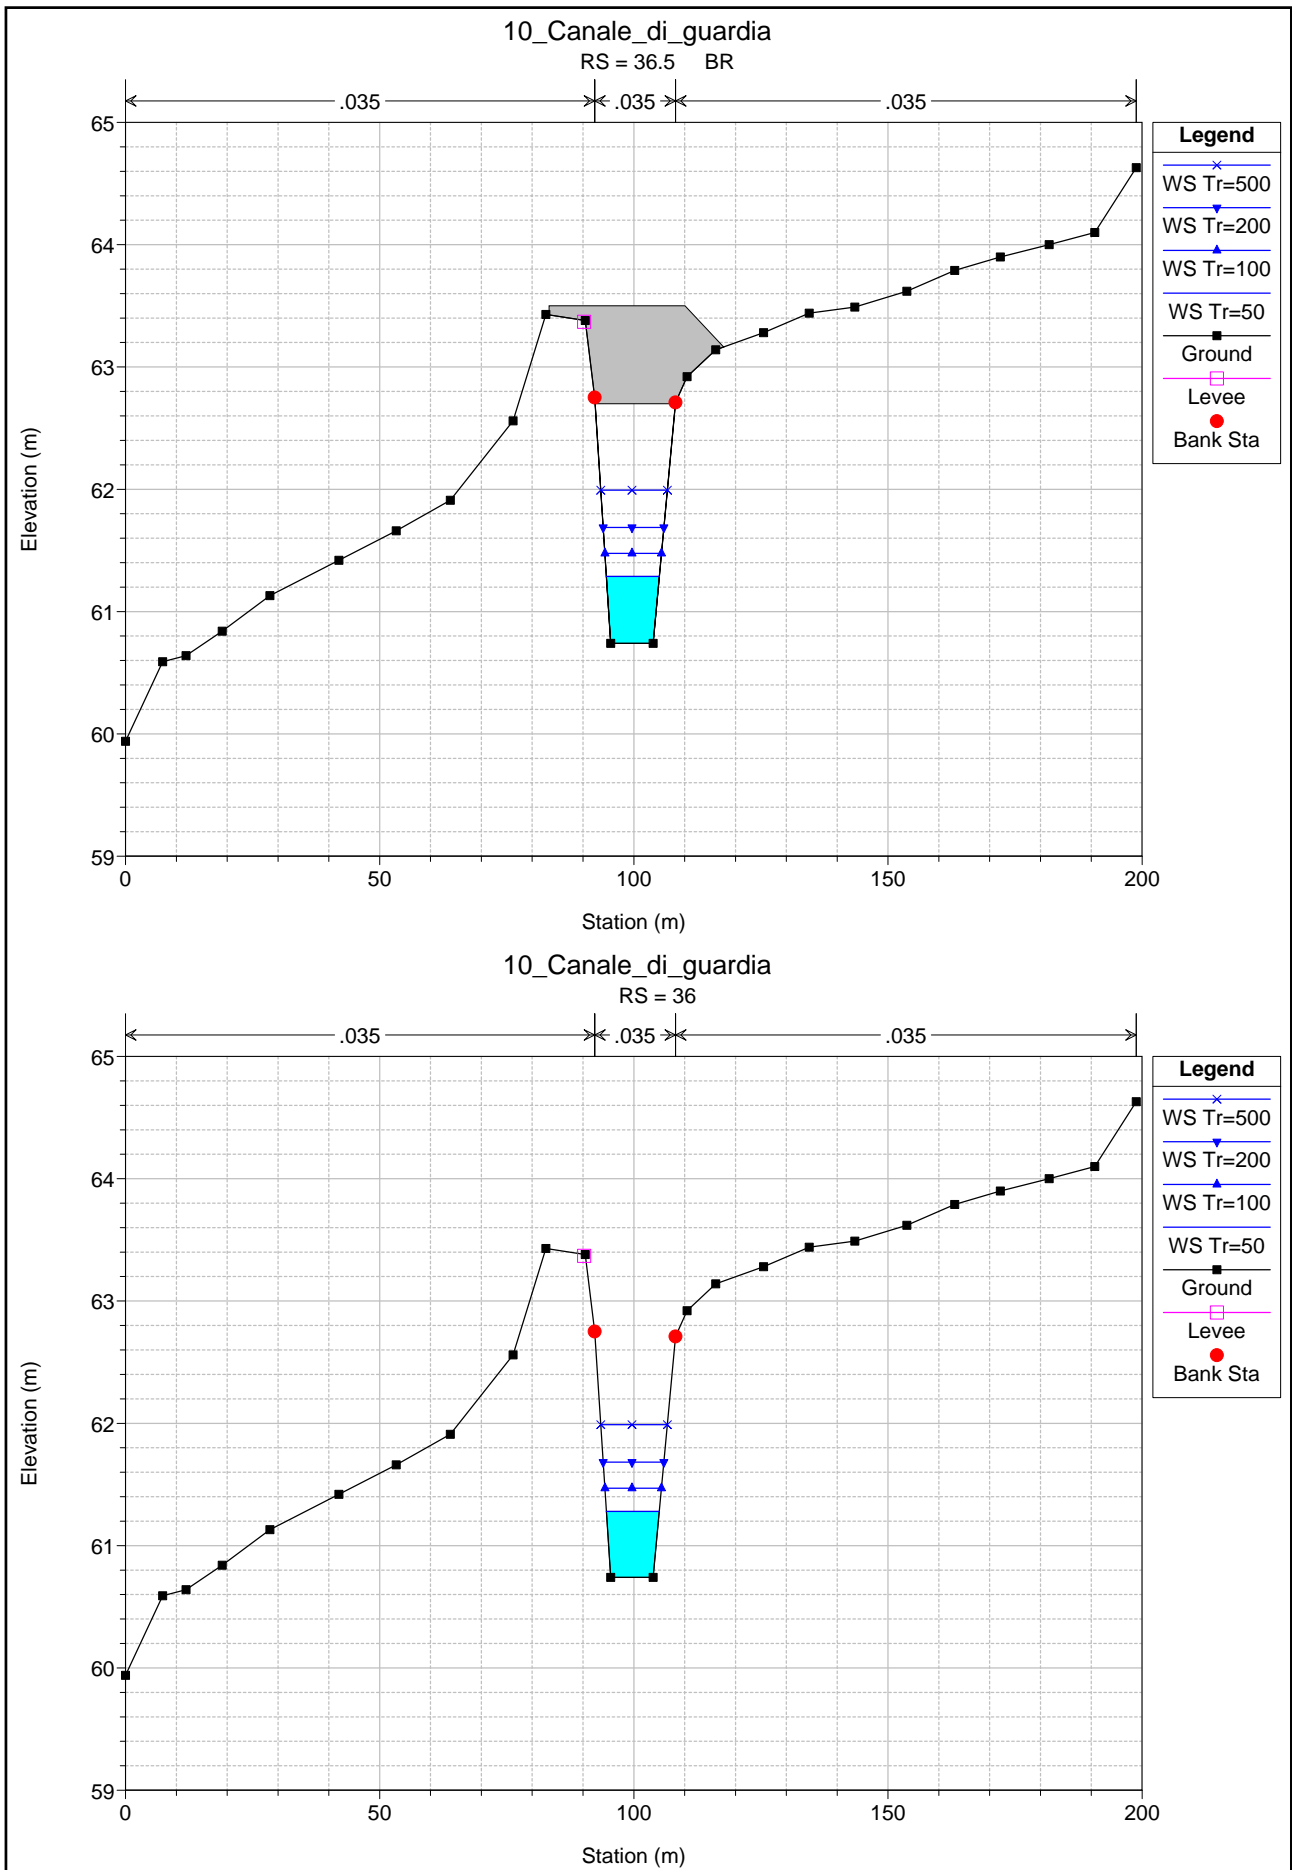 10_Canale_di_guardia
RS = 36.5 BR
.035 .035 .035
65
64
63
62
61
60
59
0 50 100 150 200
Elevation (m)
Station (m)
Legend
WS Tr=500
WS Tr=200
WS Tr=100
WS Tr=50
Ground
Levee
Bank Sta
10_Canale_di_guardia
RS = 36
.035 .035 .035
65
64
63
62
61
60
59
0 50 100 150 200
Elevation (m)
Station (m)
Legend
WS Tr=500
WS Tr=200
WS Tr=100
WS Tr=50
Ground
Levee
Bank Sta